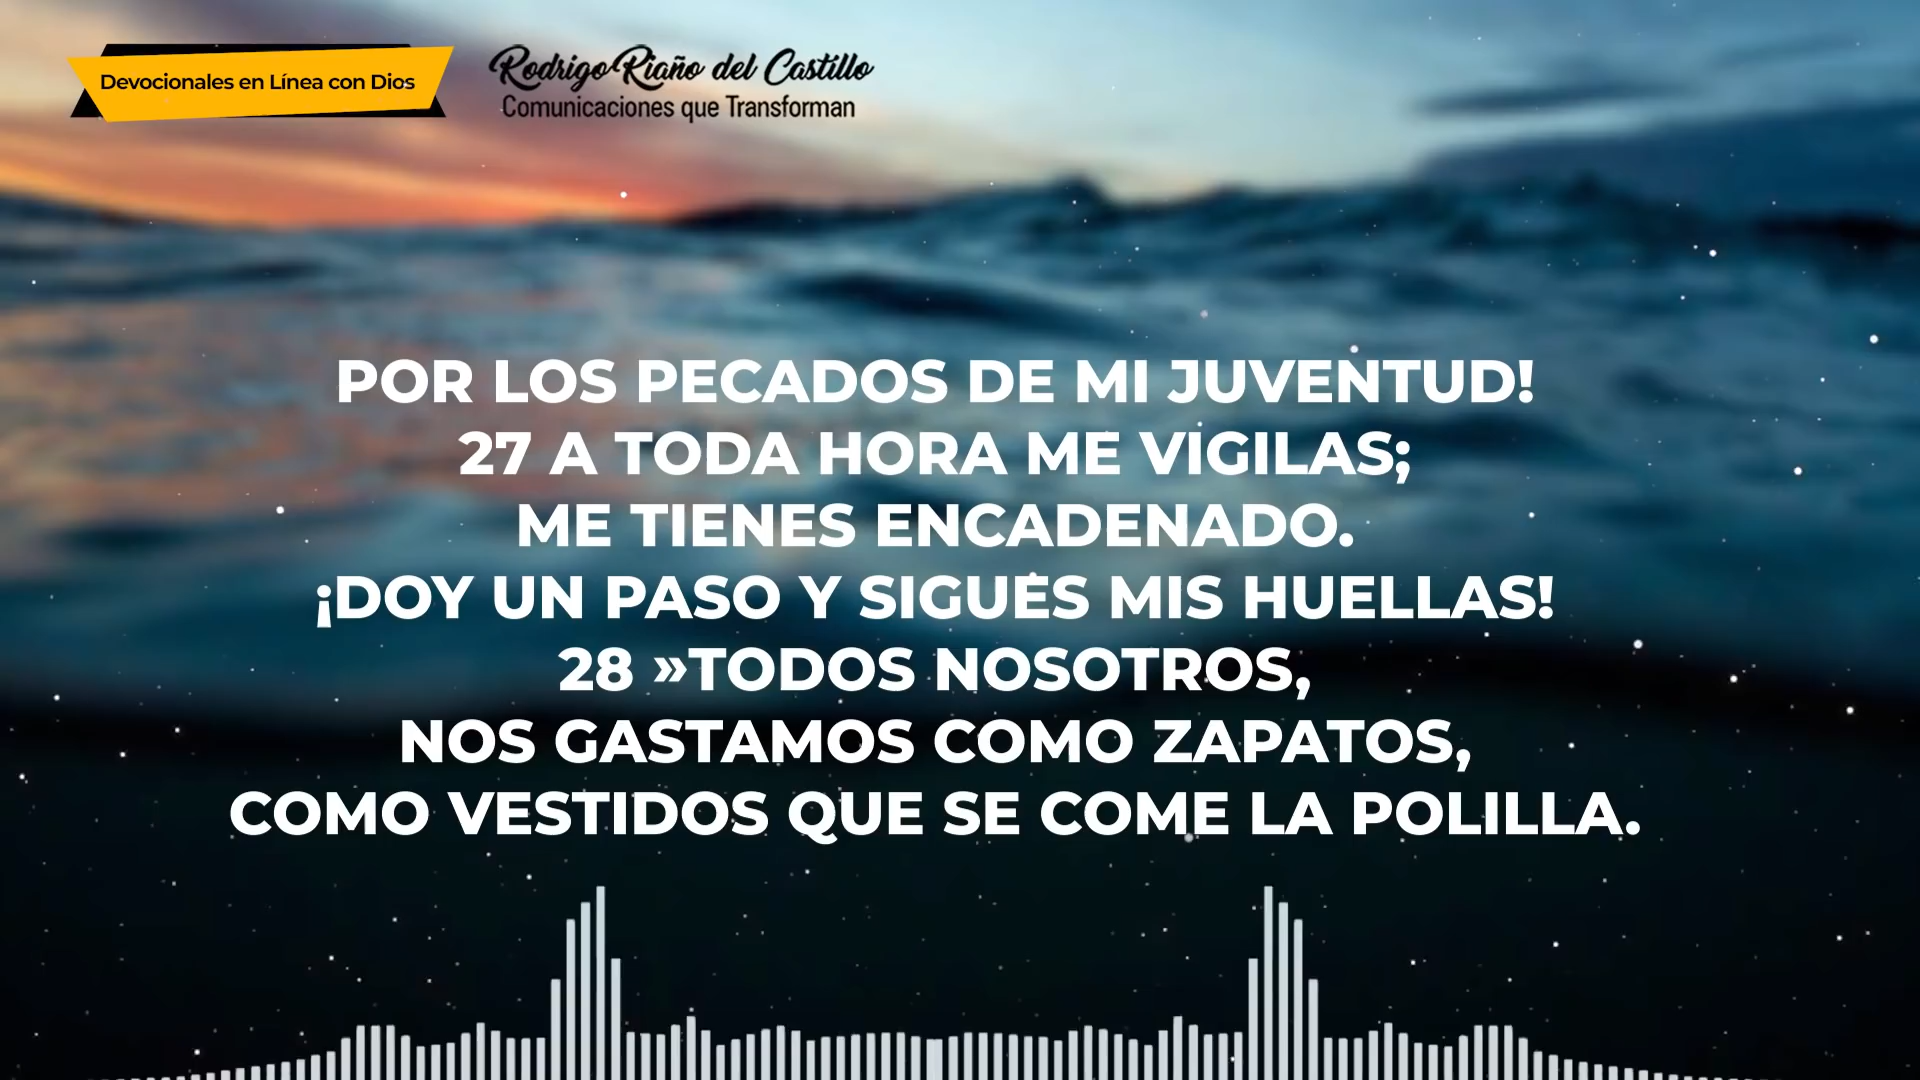 Devocionales en Línea con Dios
Rodrigo Riaño del Castillo
Comunicaciones que Transforman
POR LOS PECADOS DE MI JUVENTUD!
27 A TODA HORA ME VIGILAS;
ME TIENES ENCADENADO.
¡DOY UN PASO Y SIGUES MIS HUELLAS!
28 »TODOS NOSOTROS,
NOS GASTAMOS COMO ZAPATOS,
COMO VESTIDOS QUE SE COME LA POLILLA.